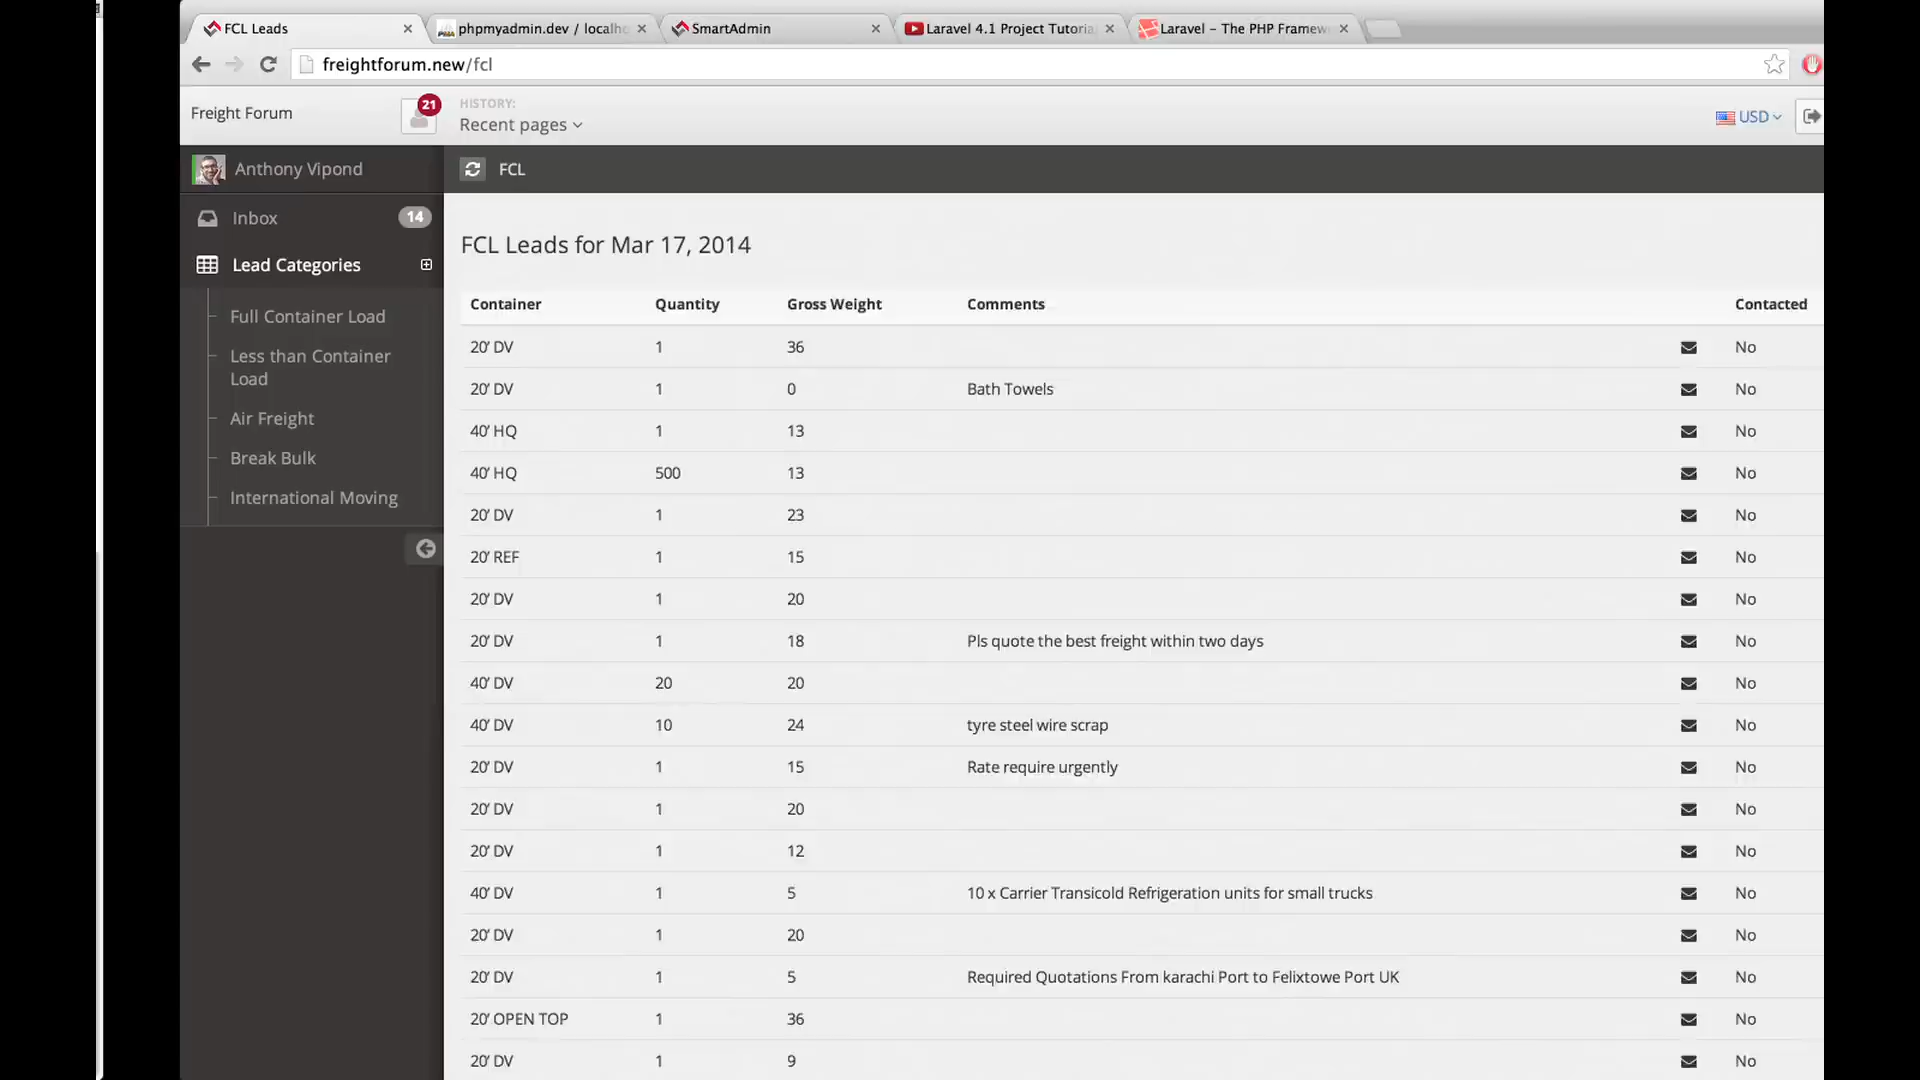 FCL Leads
phpmyadmin.dev / localho
SmartAdmin
Laravel 4.1 Project Tutoria
Laravel - The PHP Framew
freightforum.new/fcl
Freight Forum
21
HISTORY:
Recent pages
USD
Anthony Vipond
FCL
Inbox
14
Lead Categories
Full Container Load
Less than Container
Load
Air Freight
Break Bulk
International Moving
FCL Leads for Mar 17, 2014
Container Quantity Gross Weight Comments Contacted
20' DV 1 36 No
20' DV 1 0 Bath Towels No
40' HQ 1 13 No
40' HQ 500 13 No
20' DV 1 23 No
20' REF 1 15 No
20' DV 1 20 No
20' DV 1 18 Pls quote the best freight within two days No
40' DV 20 20 No
40' DV 10 24 tyre steel wire scrap No
20' DV 1 15 Rate require urgently No
20' DV 1 20 No
20' DV 1 12 No
40' DV 1 5 10 x Carrier Transicold Refrigeration units for small trucks No
20' DV 1 20 No
20' DV 1 5 Required Quotations From karachi Port to Felixtowe Port UK No
20' OPEN TOP 1 36 No
20' DV 1 9 No